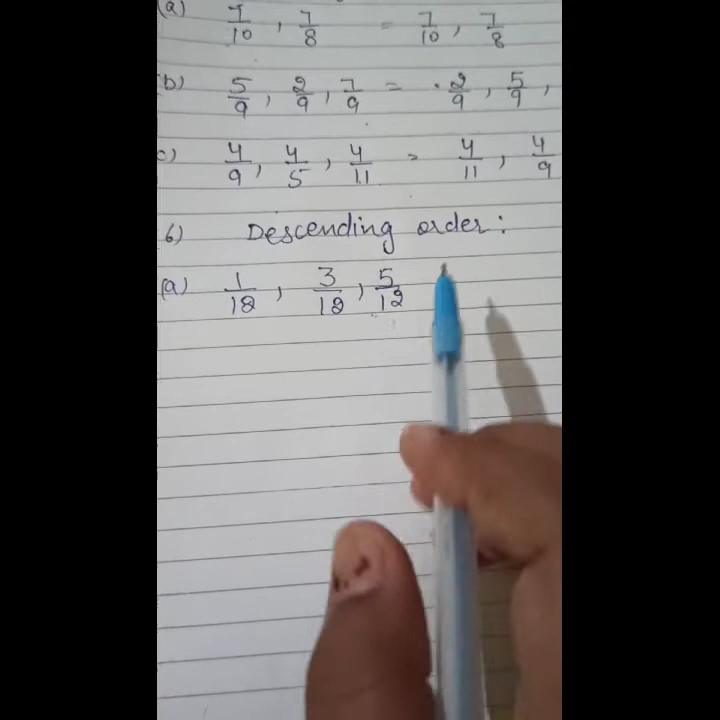 (a) 7/10, 7/8 = 7/10, 7/8
(b) 5/9, 2/9, 7/9 = 2/9, 5/9,
c) 4/9, 4/5, 4/11 = 4/11, 4/9
6) Descending order:
(a) 1/12, 3/12, 5/12